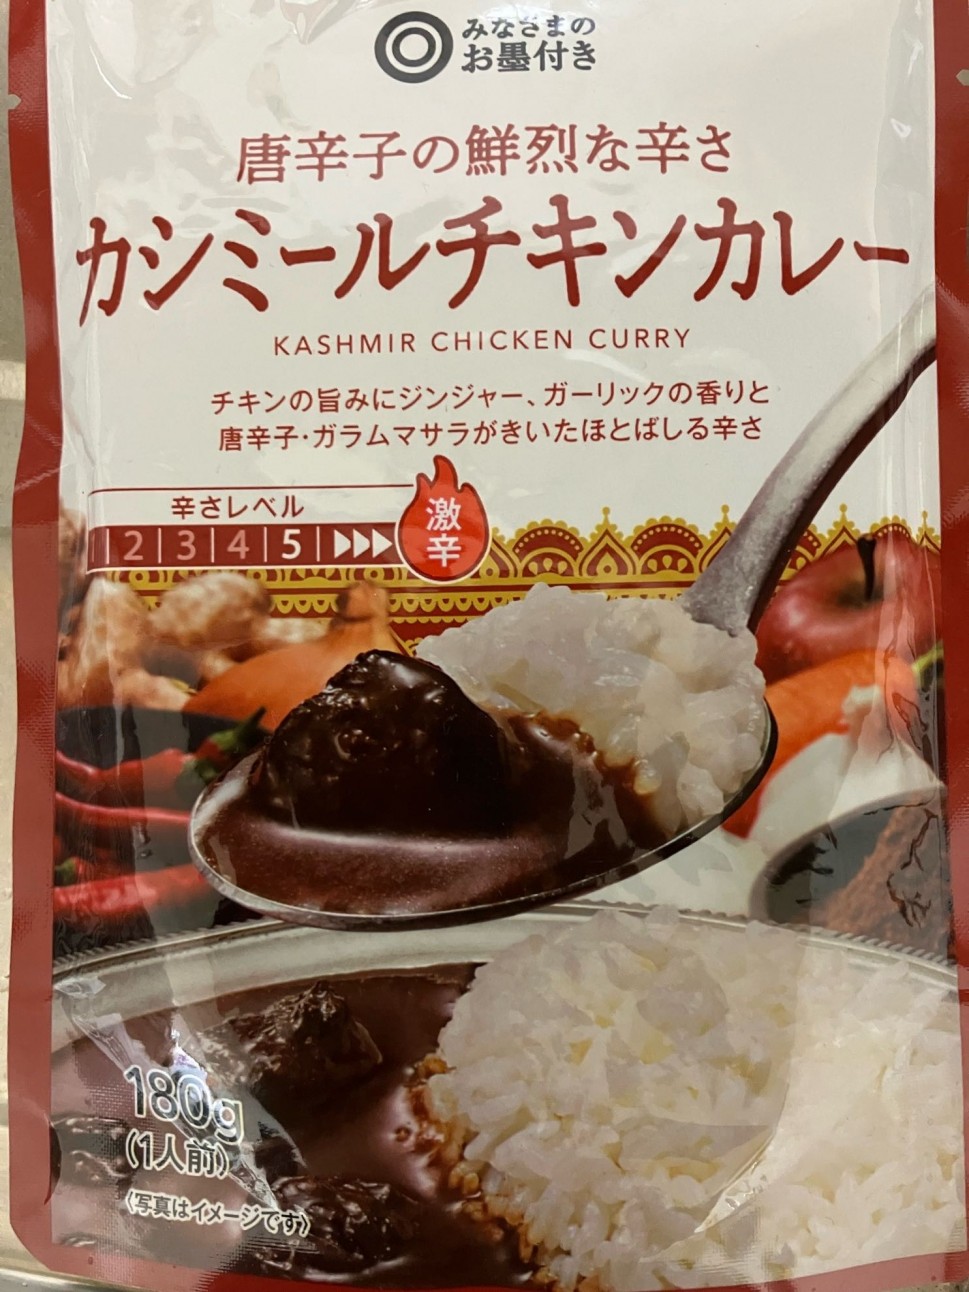 みなさまの
お墨付き
唐辛子の鮮烈な辛さ
カシミールチキンカレー
KASHMIR CHICKEN CURRY
チキンの旨みにジンジャー、ガーリックの香りと
唐辛子・ガラムマサラがきいたほとばしる辛さ
辛さレベル
2 3 4 5
激辛
180g
(1人前)
〈写真はイメージです〉